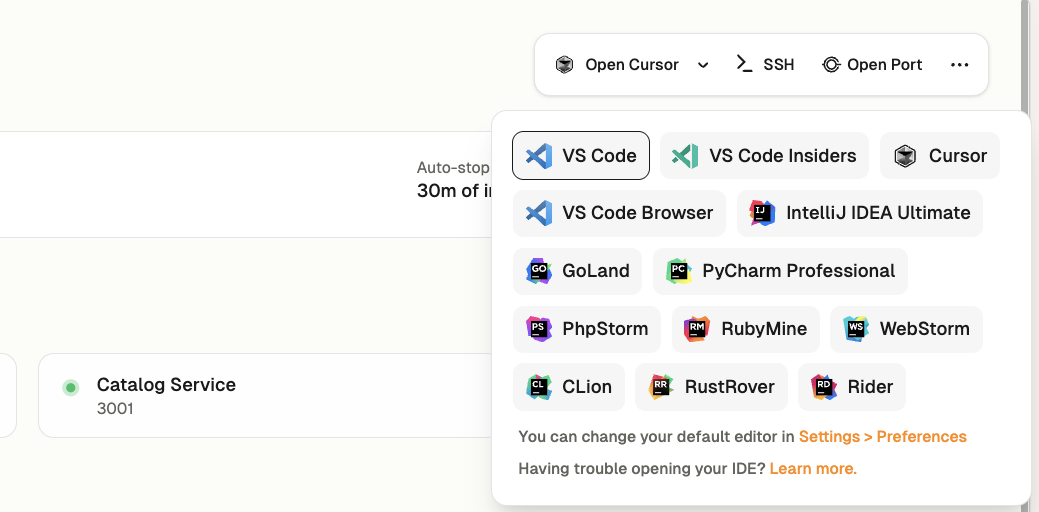 Open Cursor SSH Open Port ...
Auto-stop
30m of in
VS Code VS Code Insiders Cursor
VS Code Browser IJ IntelliJ IDEA Ultimate
GO GoLand PC PyCharm Professional
PS PhpStorm RM RubyMine WS WebStorm
CL CLion RR RustRover RD Rider
Catalog Service
3001
You can change your default editor in Settings > Preferences
Having trouble opening your IDE? Learn more.